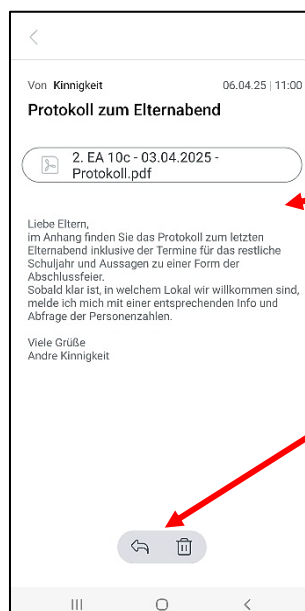 Von Kinnigkeit 06.04.25 | 11:00
Protokoll zum Elternabend
2. EA 10c - 03.04.2025 -
Protokoll.pdf
Liebe Eltern,
im Anhang finden Sie das Protokoll zum letzten
Elternabend inklusive der Termine für das restliche
Schuljahr und Aussagen zu einer Form der
Abschlussfeier.
Sobald klar ist, in welchem Lokal wir willkommen sind,
melde ich mich mit einer entsprechenden Info und
Abfrage der Personenzahlen.
Viele Grüße
Andre Kinnigkeit